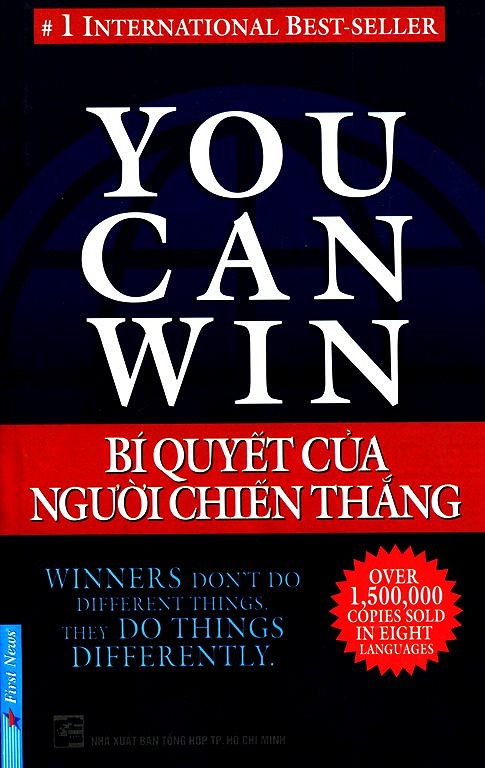 # 1 INTERNATIONAL BEST-SELLER
YOU
CAN
WIN
BÍ QUYẾT CỦA
NGƯỜI CHIẾN THẮNG
WINNERS DON'T DO
DIFFERENT THINGS.
THEY DO THINGS
DIFFERENTLY.
OVER
1,500,000
COPIES SOLD
IN EIGHT
LANGUAGES
First News
NHÀ XUẤT BẢN TỔNG HỢP TP. HỒ CHÍ MINH